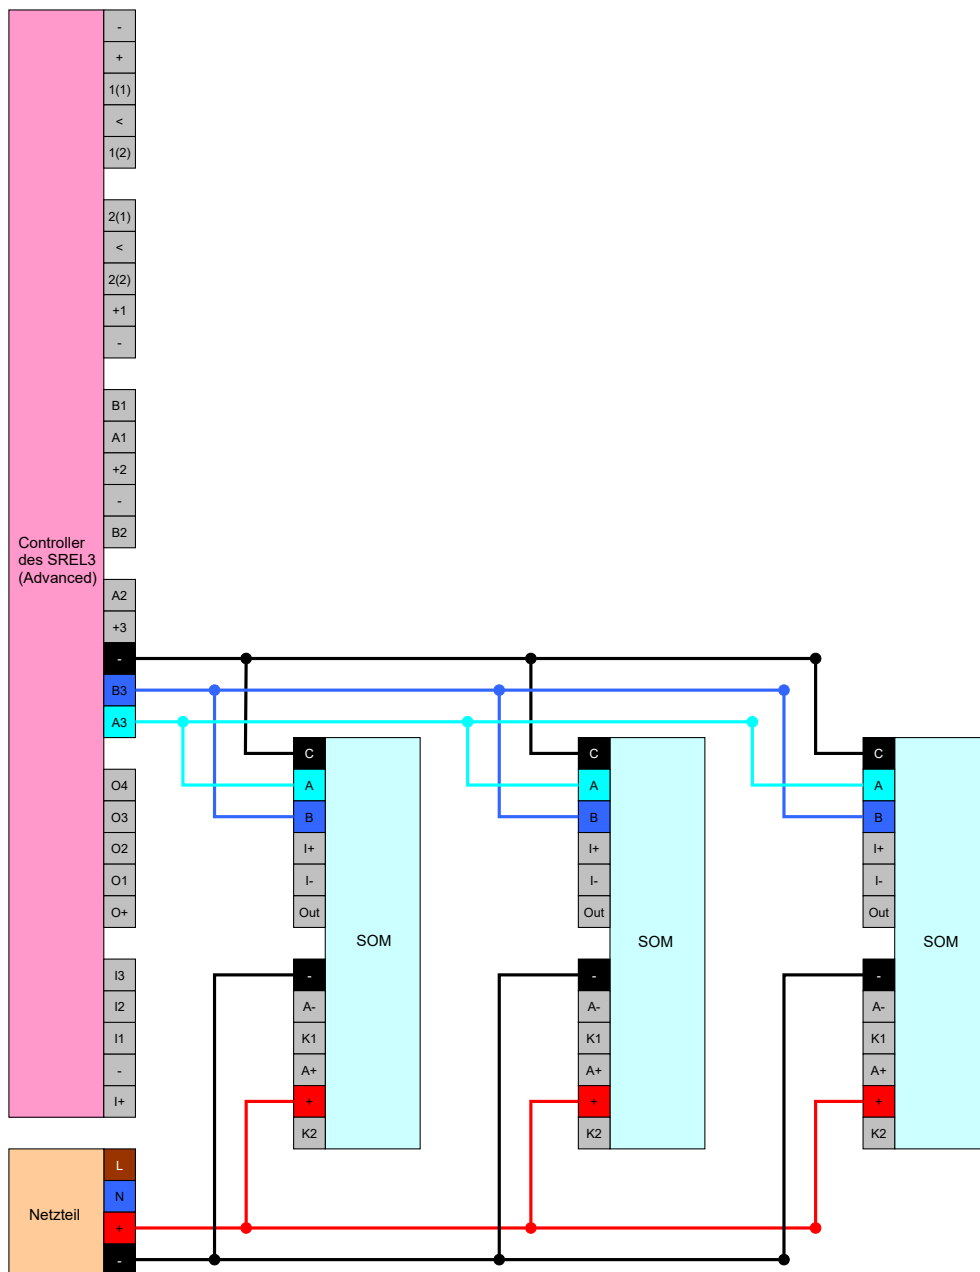 -
+
1(1)
<
1(2)
2(1)
<
2(2)
+1
-
B1
A1
+2
-
B2
Controller
des SREL3
(Advanced)
A2
+3
-
B3
A3
O4
O3
O2
O1
O+
I3
I2
I1
-
I+
C
A
B
I+
I-
Out
SOM
-
A-
K1
A+
+
K2
C
A
B
I+
I-
Out
SOM
-
A-
K1
A+
+
K2
C
A
B
I+
I-
Out
SOM
-
A-
K1
A+
+
K2
Netzteil
L
N
+
-